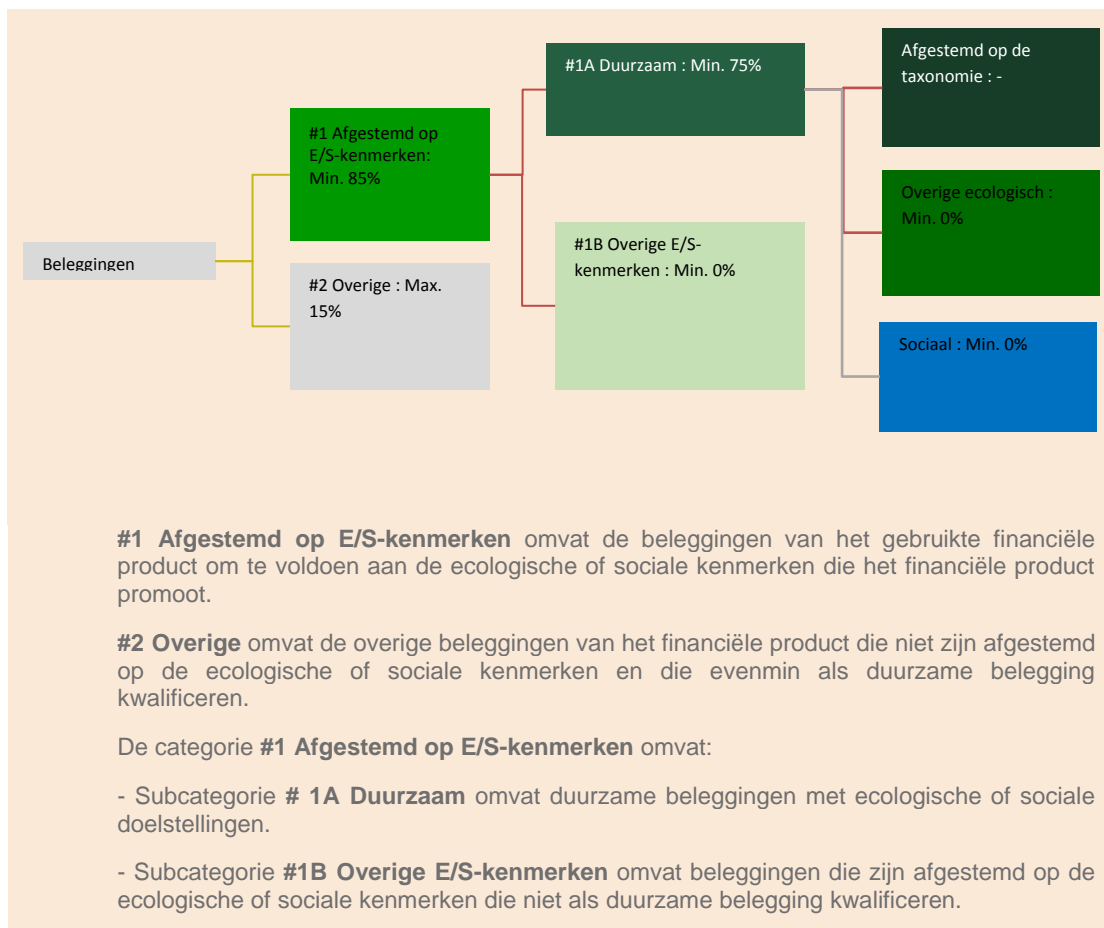 Beleggingen
#1 Afgestemd op
E/S-kenmerken:
Min. 85%
#2 Overige : Max.
15%
#1A Duurzaam : Min. 75%
#1B Overige E/S-
kenmerken : Min. 0%
Afgestemd op de
taxonomie : -
Overige ecologisch :
Min. 0%
Sociaal : Min. 0%
#1 Afgestemd op E/S-kenmerken omvat de beleggingen van het gebruikte financiële
product om te voldoen aan de ecologische of sociale kenmerken die het financiële product
promoot.
#2 Overige omvat de overige beleggingen van het financiële product die niet zijn afgestemd
op de ecologische of sociale kenmerken en die evenmin als duurzame belegging
kwalificeren.
De categorie #1 Afgestemd op E/S-kenmerken omvat:
- Subcategorie # 1A Duurzaam omvat duurzame beleggingen met ecologische of sociale
doelstellingen.
- Subcategorie #1B Overige E/S-kenmerken omvat beleggingen die zijn afgestemd op de
ecologische of sociale kenmerken die niet als duurzame belegging kwalificeren.